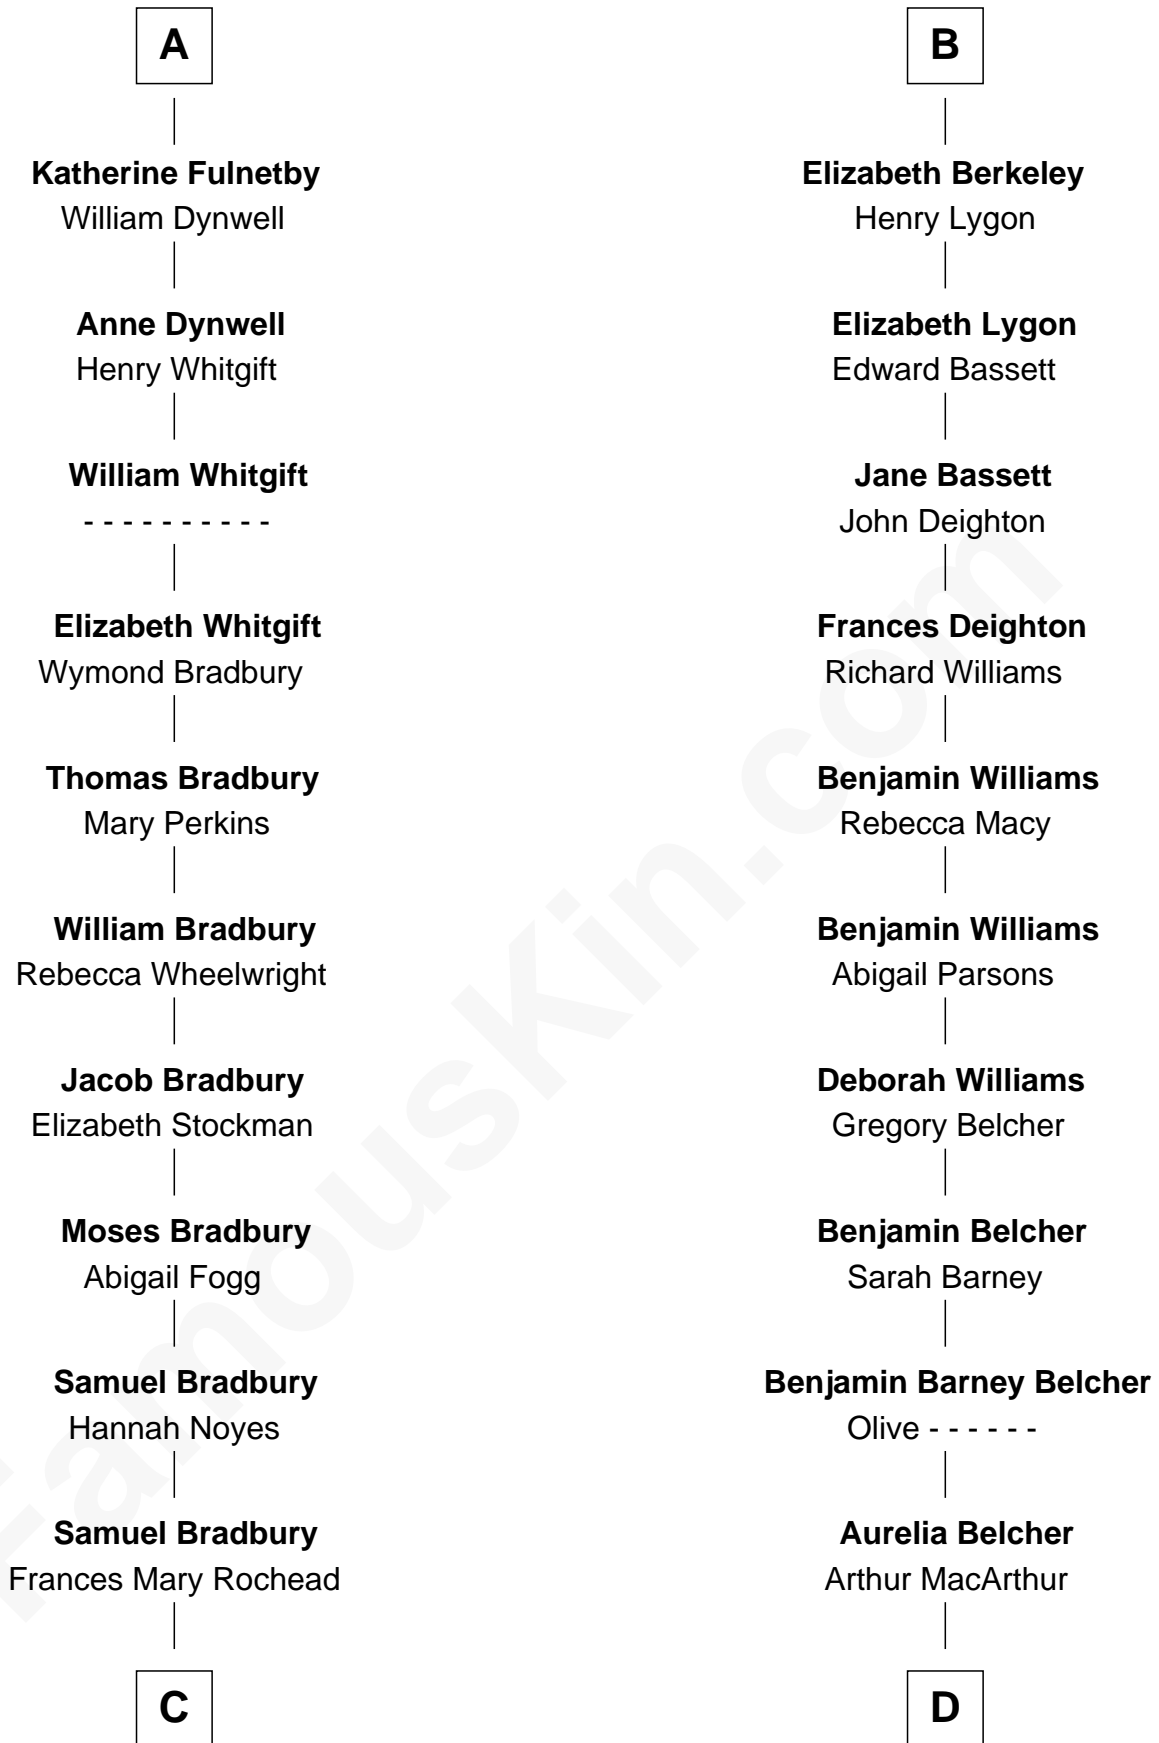 A
Katherine Fulnetby
William Dynwell
Anne Dynwell
Henry Whitgift
William Whitgift
- - - - - - - - - -
Elizabeth Whitgift
Wymond Bradbury
Thomas Bradbury
Mary Perkins
William Bradbury
Rebecca Wheelwright
Jacob Bradbury
Elizabeth Stockman
Moses Bradbury
Abigail Fogg
Samuel Bradbury
Hannah Noyes
Samuel Bradbury
Frances Mary Rochead
C
B
Elizabeth Berkeley
Henry Lygon
Elizabeth Lygon
Edward Bassett
Jane Bassett
John Deighton
Frances Deighton
Richard Williams
Benjamin Williams
Rebecca Macy
Benjamin Williams
Abigail Parsons
Deborah Williams
Gregory Belcher
Benjamin Belcher
Sarah Barney
Benjamin Barney Belcher
Olive - - - - - -
Aurelia Belcher
Arthur MacArthur
D
FamousKin.com